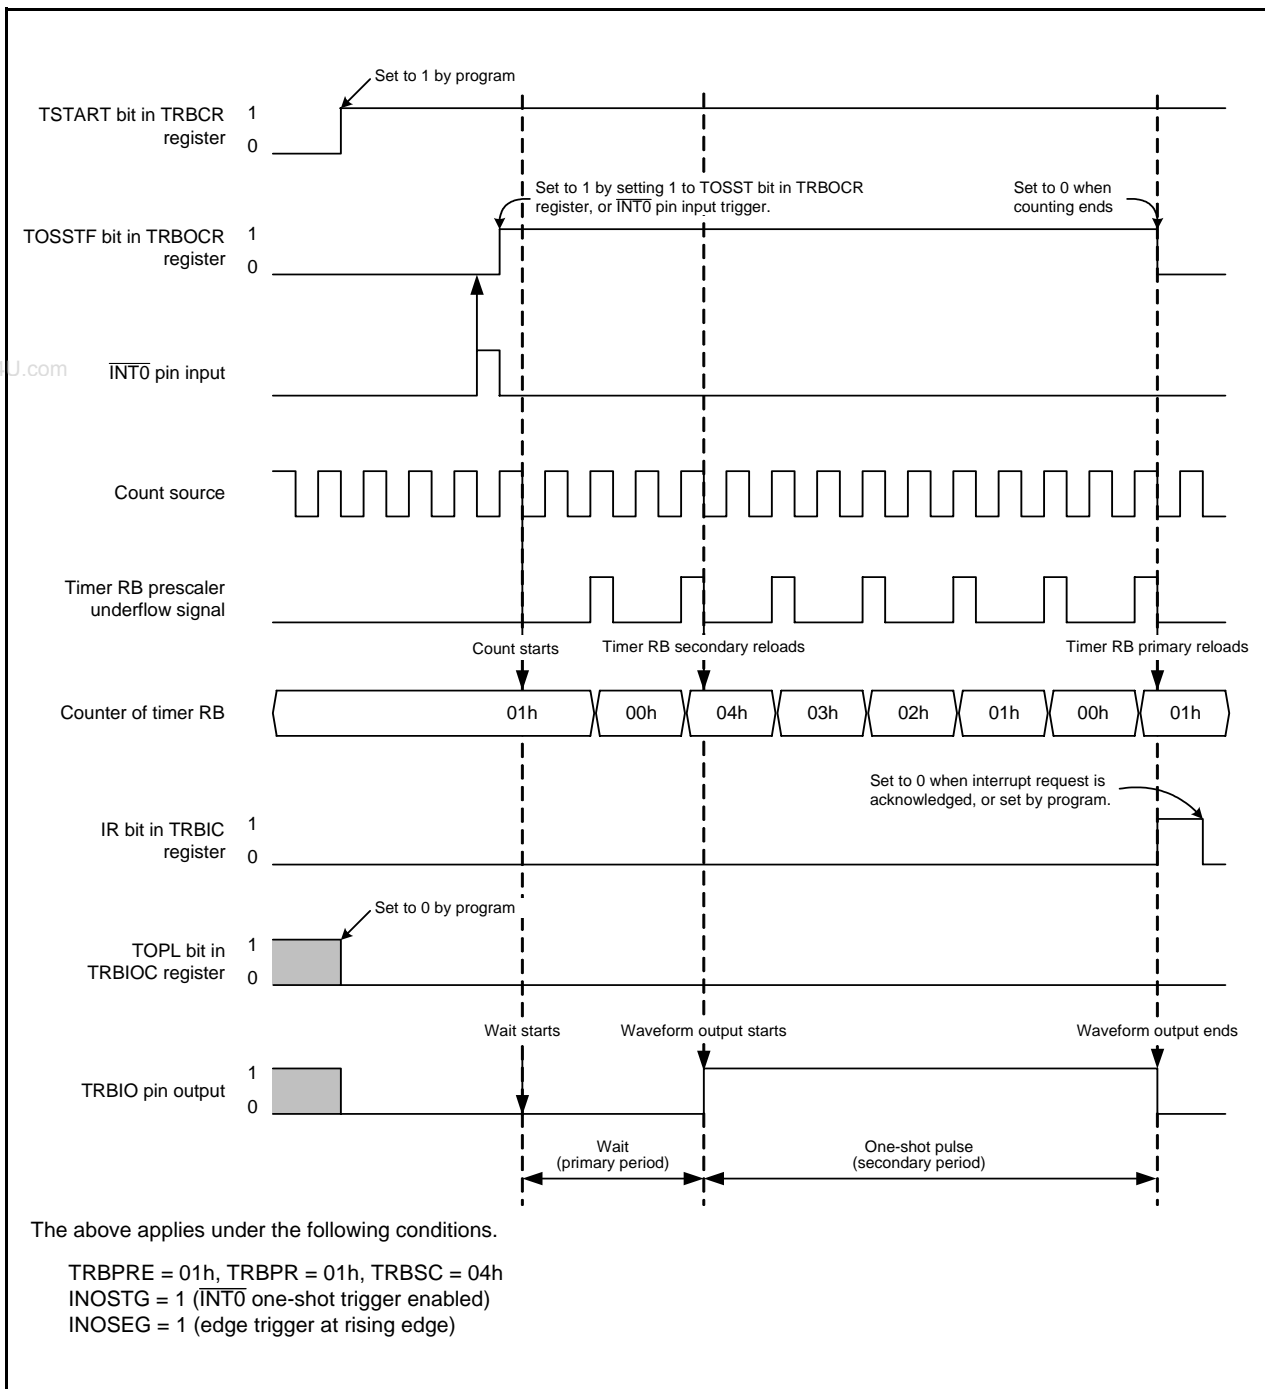 Set to 1 by program
TSTART bit in TRBCR
register
1
0
Set to 1 by setting 1 to TOSST bit in TRBOCR
register, or INT0 pin input trigger.
Set to 0 when
counting ends
TOSSTF bit in TRBOCR
register
1
0
U.com
INT0 pin input
Count source
Timer RB prescaler
underflow signal
Count starts
Timer RB secondary reloads
Timer RB primary reloads
Counter of timer RB
01h
00h
04h
03h
02h
01h
00h
01h
Set to 0 when interrupt request is
acknowledged, or set by program.
IR bit in TRBIC
register
1
0
Set to 0 by program
TOPL bit in
TRBIOC register
1
0
Wait starts
Waveform output starts
Waveform output ends
TRBIO pin output
1
0
Wait
(primary period)
One-shot pulse
(secondary period)
The above applies under the following conditions.
TRBPRE = 01h, TRBPR = 01h, TRBSC = 04h
INOSTG = 1 (INT0 one-shot trigger enabled)
INOSEG = 1 (edge trigger at rising edge)